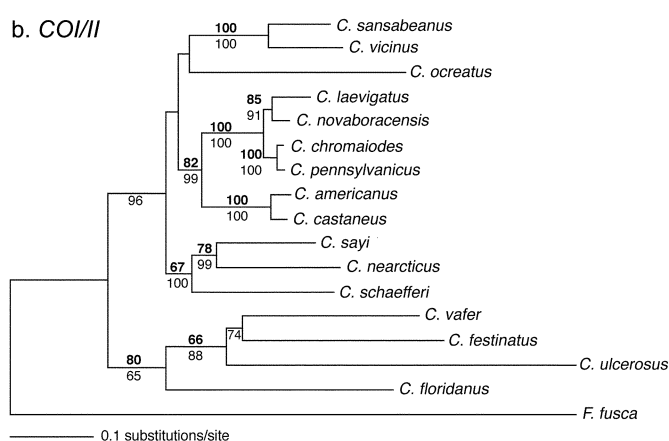 b. COI/II
100
100
C. sansabeanus
C. vicinus
C. ocreatus
85
91
C. laevigatus
C. novaboracensis
100
100
100
100
C. chromaiodes
C. pennsylvanicus
82
99
100
100
C. americanus
C. castaneus
96
78
99
C. sayi
C. nearcticus
67
100
C. schaefferi
C. vafer
74
C. festinatus
66
88
C. ulcerosus
80
65
C. floridanus
F. fusca
0.1 substitutions/site